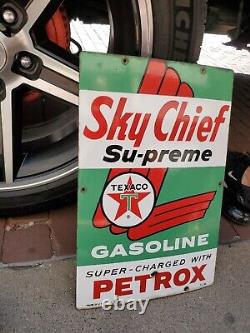 Sky Chief
Su-preme
TEXACO
T
GASOLINE
SUPER-CHARGED WITH
PETROX